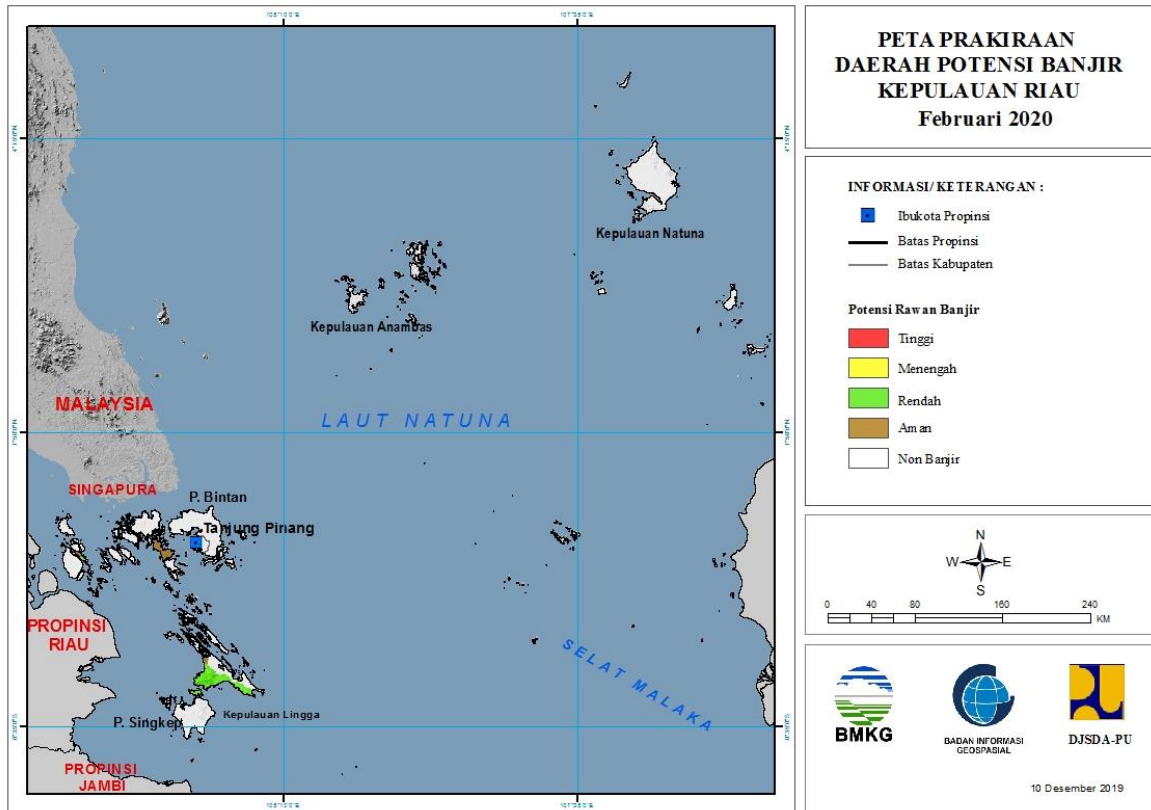 PETA PRAKIRAAN
DAERAH POTENSI BANJIR
KEPULAUAN RIAU
Februari 2020
INFORMASI/KETERANGAN :
Ibukota Propinsi
Batas Propinsi
Batas Kabupaten
Potensi Rawan Banjir
Tinggi
Menengah
Rendah
Aman
Non Banjir
N
W E
S
0 40 80 160 240
KM
BMKG
BADAN INFORMASI
GEOSPASIAL
DJSDA-PU
10 Desember 2019
Kepulauan Natuna
Kepulauan Anambas
MALAYSIA
LAUT NATUNA
SINGAPURA
P. Bintan
Tanjung Pinang
PROPINSI
RIAU
SELAT MALAKA
P. Singkep
Kepulauan Lingga
PROPINSI
JAMBI